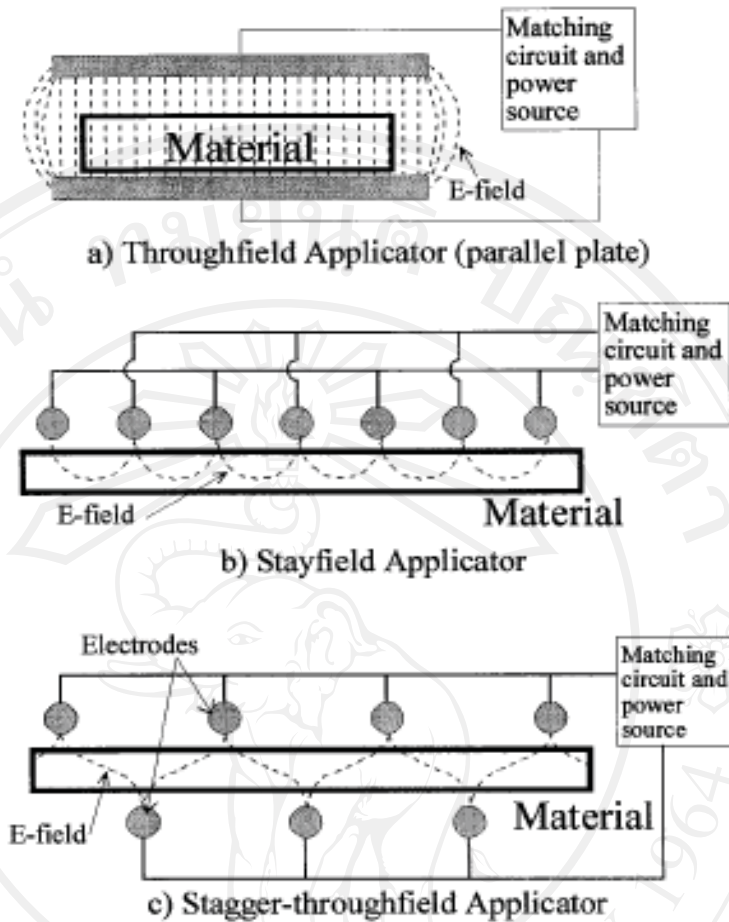 Matching
circuit and
power
source
Material
E-field
a) Throughfield Applicator (parallel plate)
Matching
circuit and
power
source
E-field
Material
b) Stayfield Applicator
Electrodes
Matching
circuit and
power
source
E-field
Material
c) Stagger-throughfield Applicator
1964